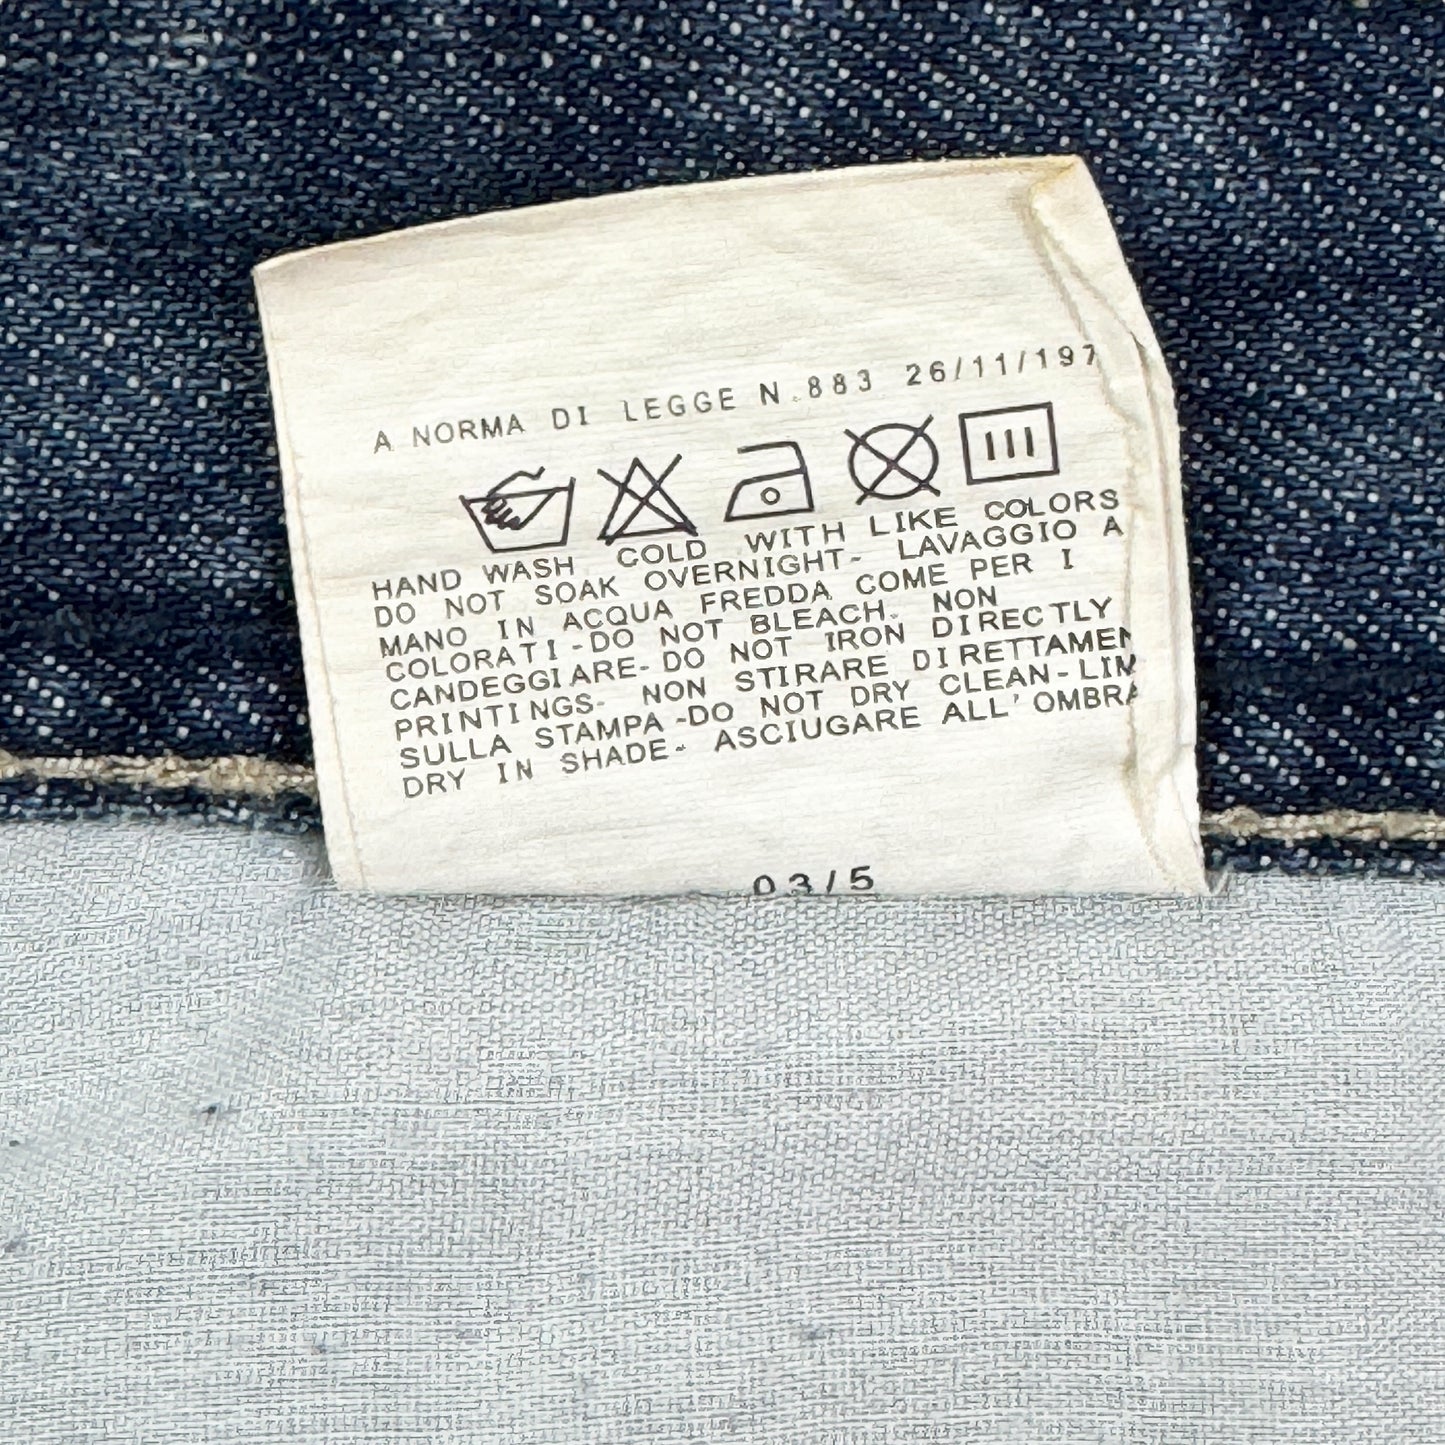 A NORMA DI LEGGE N.883 26/11/197
HAND WASH COLD WITH LIKE COLORS
DO NOT SOAK OVERNIGHT- LAVAGGIO A
MANO IN ACQUA FREDDA COME PER I
COLORATI-DO NOT BLEACH. NON
CANDEGGIARE-DO NOT IRON DIRECTLY
PRINTINGS- NON STIRARE DIRETTAMEN
SULLA STAMPA-DO NOT DRY CLEAN-LIN
DRY IN SHADE- ASCIUGARE ALL'OMBRA
03/5